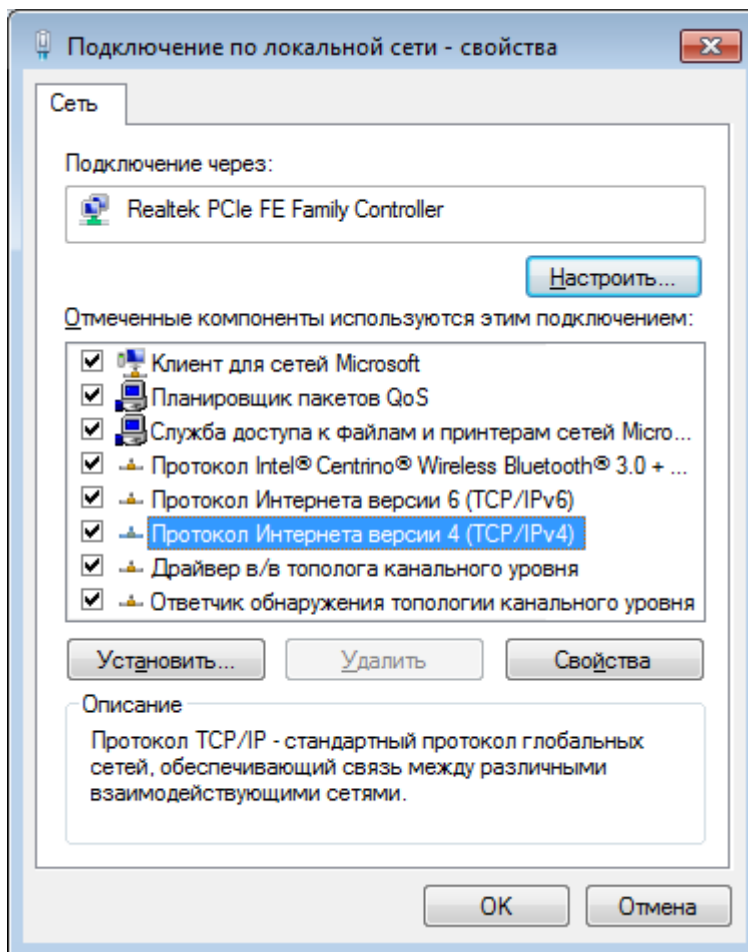 Подключение по локальной сети - свойства
Сеть
Подключение через:
Realtek PCIe FE Family Controller
Настроить...
Отмеченные компоненты используются этим подключением:
Клиент для сетей Microsoft
Планировщик пакетов QoS
Служба доступа к файлам и принтерам сетей Micro...
Протокол Intel® Centrino® Wireless Bluetooth® 3.0 + ...
Протокол Интернета версии 6 (TCP/IPv6)
Протокол Интернета версии 4 (TCP/IPv4)
Драйвер в/в тополога канального уровня
Ответчик обнаружения топологии канального уровня
Установить...
Удалить
Свойства
Описание
Протокол TCP/IP - стандартный протокол глобальных
сетей, обеспечивающий связь между различными
взаимодействующими сетями.
OK
Отмена